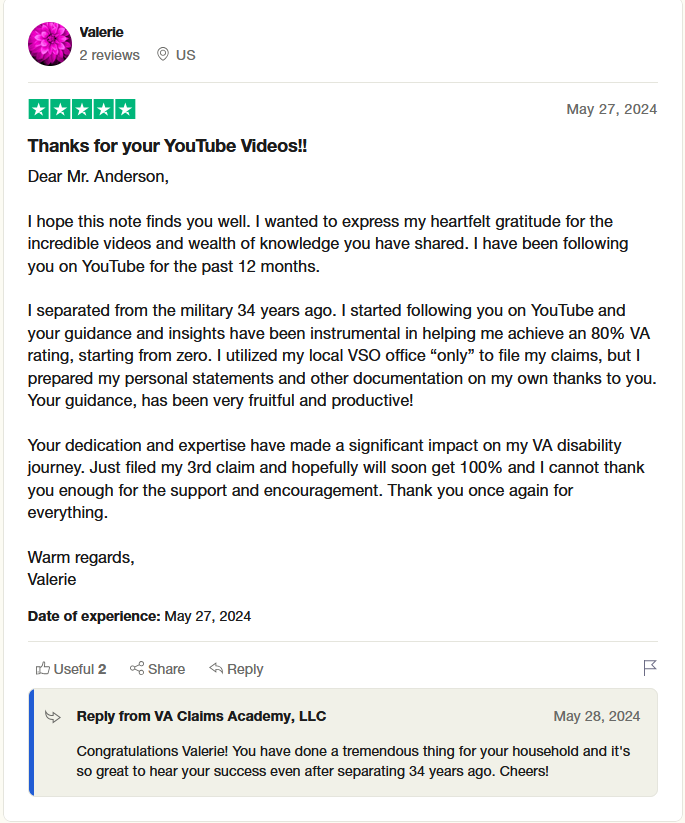 Valerie
2 reviews US
May 27, 2024
Thanks for your YouTube Videos!!
Dear Mr. Anderson,
I hope this note finds you well. I wanted to express my heartfelt gratitude for the
incredible videos and wealth of knowledge you have shared. I have been following
you on YouTube for the past 12 months.
I separated from the military 34 years ago. I started following you on YouTube and
your guidance and insights have been instrumental in helping me achieve an 80% VA
rating, starting from zero. I utilized my local VSO office “only” to file my claims, but I
prepared my personal statements and other documentation on my own thanks to you.
Your guidance, has been very fruitful and productive!
Your dedication and expertise have made a significant impact on my VA disability
journey. Just filed my 3rd claim and hopefully will soon get 100% and I cannot thank
you enough for the support and encouragement. Thank you once again for
everything.
Warm regards,
Valerie
Date of experience: May 27, 2024
Useful 2 Share Reply
Reply from VA Claims Academy, LLC May 28, 2024
Congratulations Valerie! You have done a tremendous thing for your household and it's
so great to hear your success even after separating 34 years ago. Cheers!